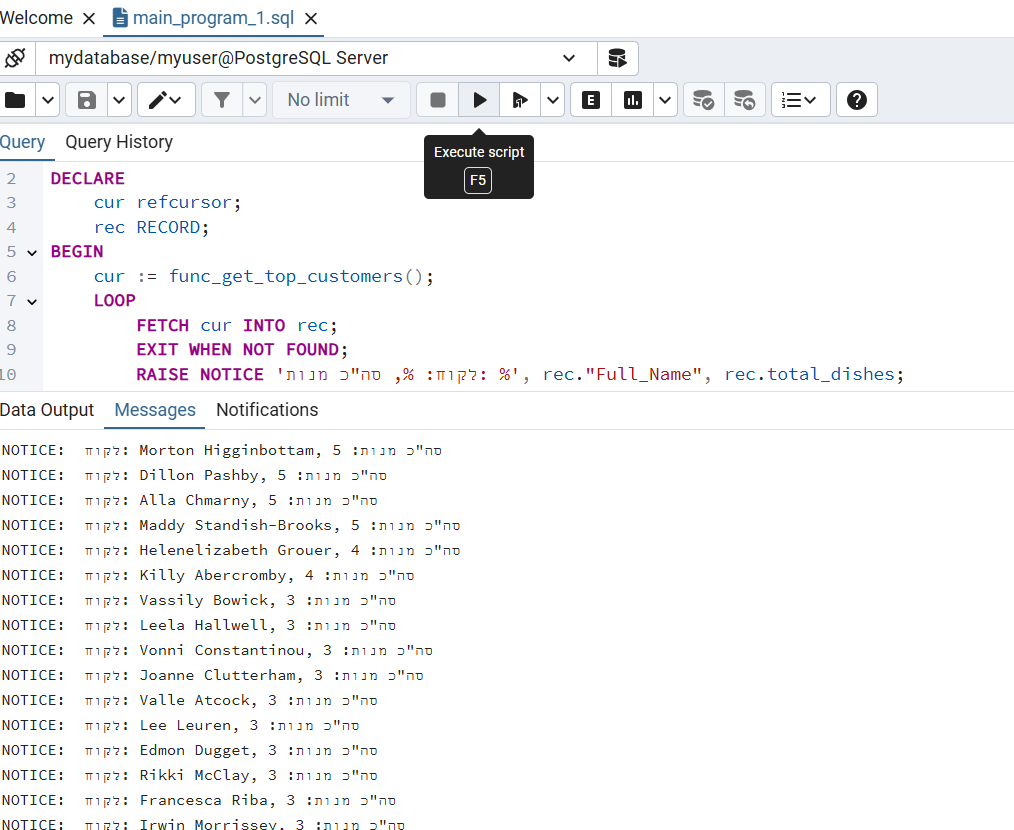 Welcome
main_program_1.sql
mydatabase/myuser@PostgreSQL Server
No limit
E
Query
Query History
Execute script
F5
2 DECLARE
3 cur refcursor;
4 rec RECORD;
5 BEGIN
6 cur := func_get_top_customers();
7 LOOP
8 FETCH cur INTO rec;
9 EXIT WHEN NOT FOUND;
10 RAISE NOTICE 'לקוח: %, סה"כ מנות: %', rec."Full_Name", rec.total_dishes;
Data Output
Messages
Notifications
NOTICE:  לקוח: Morton Higginbottam, סה"כ מנות: 5
NOTICE:  לקוח: Dillon Pashby, סה"כ מנות: 5
NOTICE:  לקוח: Alla Chmarny, סה"כ מנות: 5
NOTICE:  לקוח: Maddy Standish-Brooks, סה"כ מנות: 5
NOTICE:  לקוח: Helenelizabeth Grouer, סה"כ מנות: 4
NOTICE:  לקוח: Killy Abercromby, סה"כ מנות: 4
NOTICE:  לקוח: Vassily Bowick, סה"כ מנות: 3
NOTICE:  לקוח: Leela Hallwell, סה"כ מנות: 3
NOTICE:  לקוח: Vonni Constantinou, סה"כ מנות: 3
NOTICE:  לקוח: Joanne Clutterham, סה"כ מנות: 3
NOTICE:  לקוח: Valle Atcock, סה"כ מנות: 3
NOTICE:  לקוח: Lee Leuren, סה"כ מנות: 3
NOTICE:  לקוח: Edmon Dugget, סה"כ מנות: 3
NOTICE:  לקוח: Rikki McClay, סה"כ מנות: 3
NOTICE:  לקוח: Francesca Riba, סה"כ מנות: 3
NOTICE:  לקוח: Irwin Morrissey, סה"כ מנות: 3